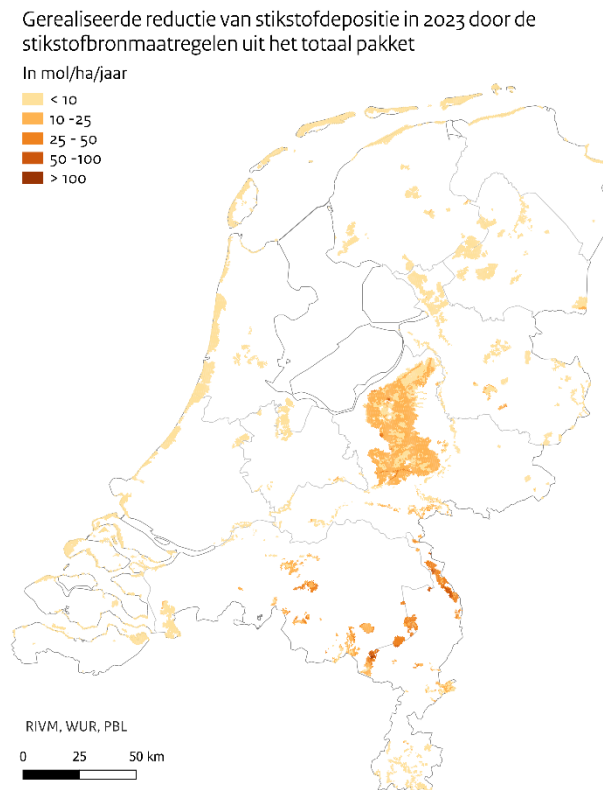 Gerealiseerde reductie van stikstofdepositie in 2023 door de
stikstofbronmaatregelen uit het totaal pakket
In mol/ha/jaar
< 10
10 -25
25 - 50
50 -100
> 100
RIVM, WUR, PBL
0 25 50 km